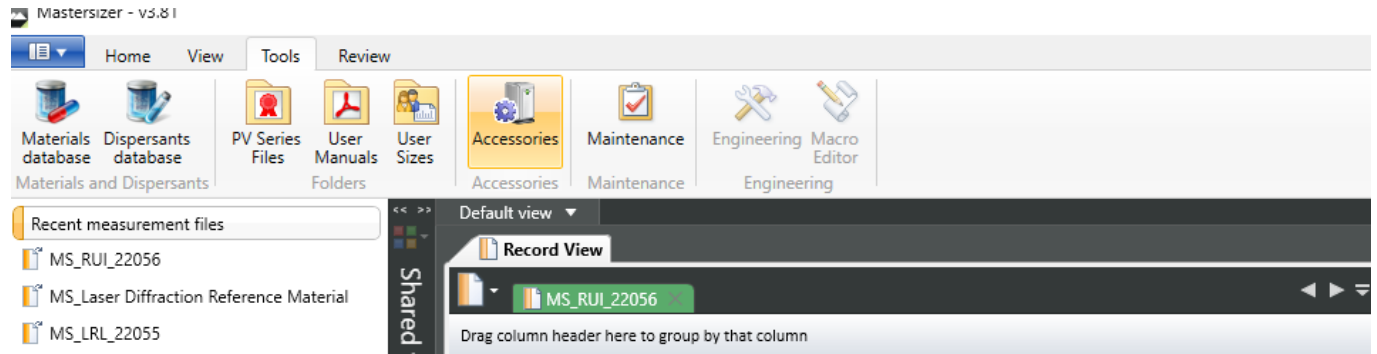 Mastersizer - v3.81
Home View Tools Review
Materials database
Dispersants database
PV Series Files
User Manuals
User Sizes
Accessories
Maintenance
Engineering
Macro Editor
Materials and Dispersants
Folders
Accessories
Maintenance
Engineering
Recent measurement files
MS_RUI_22056
MS_Laser Diffraction Reference Material
MS_LRL_22055
<< >>
Shared
Default view
Record View
MS_RUI_22056
Drag column header here to group by that column